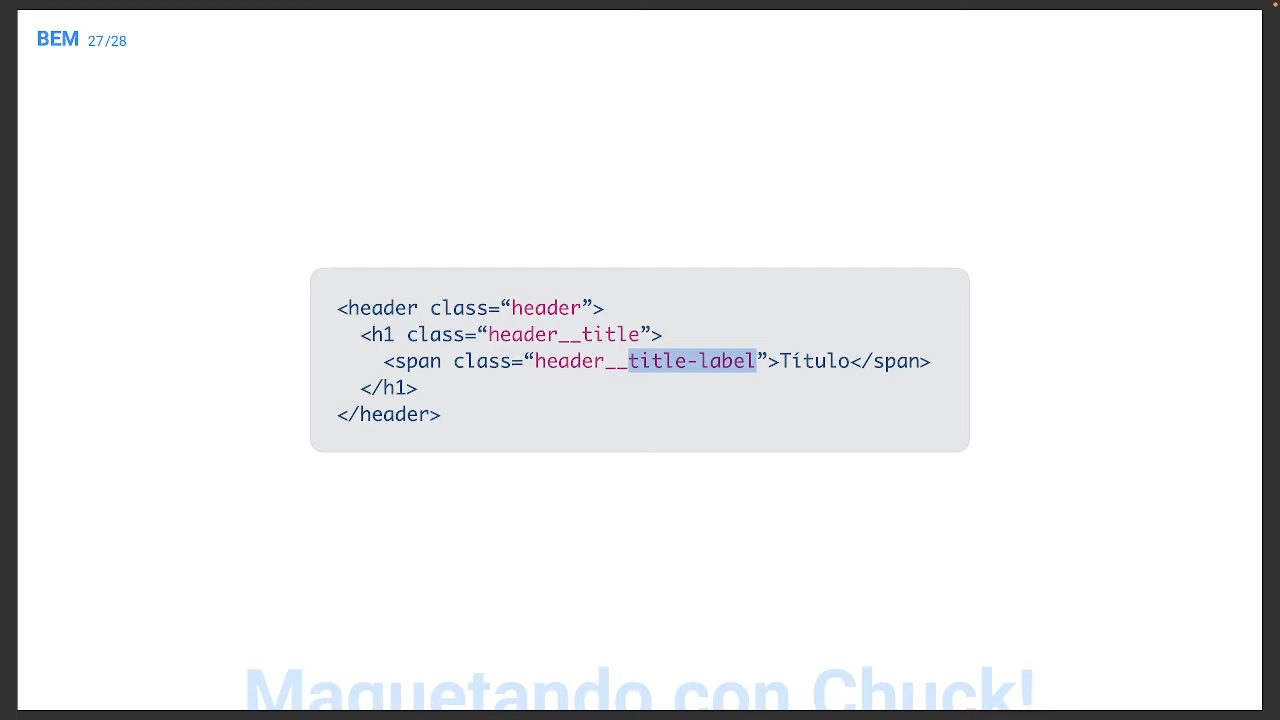 BEM 27/28
<header class=“header”>
<h1 class=“header__title”>
<span class=“header__title-label”>Título</span>
</h1>
</header>
Maquetando con Chuck!